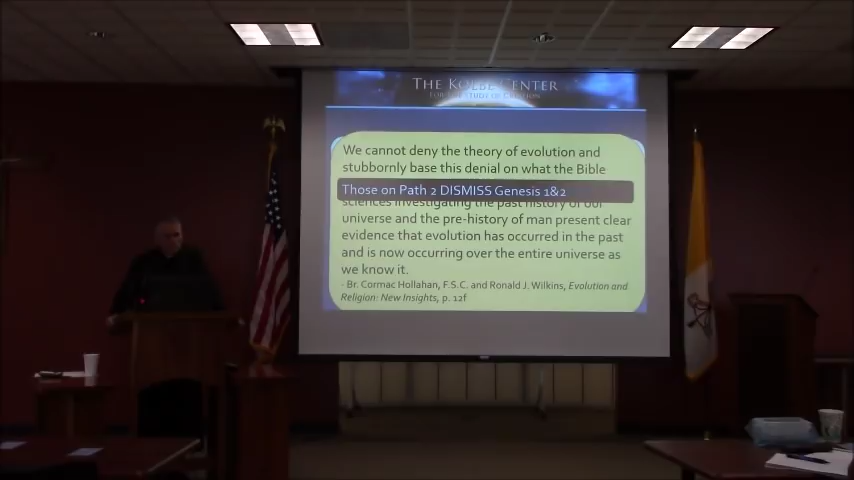 THE KOLBE CENTER
FOR THE STUDY OF CREATION
We cannot deny the theory of evolution and
stubbornly base this denial on what the Bible
Those on Path 2 DISMISS Genesis 1&2
sciences investigating the past history of our
universe and the pre-history of man present clear
evidence that evolution has occurred in the past
and is now occurring over the entire universe as
we know it.
- Br. Cormac Hollahan, F.S.C. and Ronald J. Wilkins, Evolution and
Religion: New Insights, p. 12f